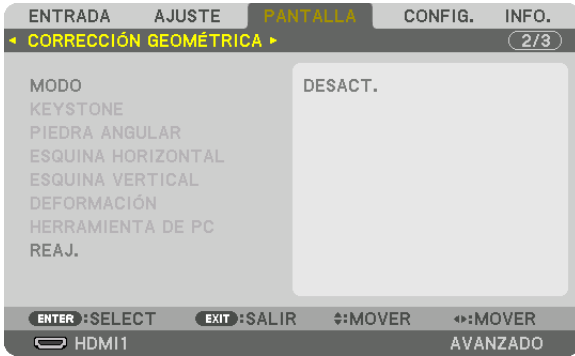 ENTRADA AJUSTE PANTALLA CONFIG. INFO.
CORRECCIÓN GEOMÉTRICA 2/3
MODO DESACT.
KEYSTONE
PIEDRA ANGULAR
ESQUINA HORIZONTAL
ESQUINA VERTICAL
DEFORMACIÓN
HERRAMIENTA DE PC
REAJ.
ENTER :SELECT EXIT :SALIR :MOVER :MOVER
HDMI1 AVANZADO